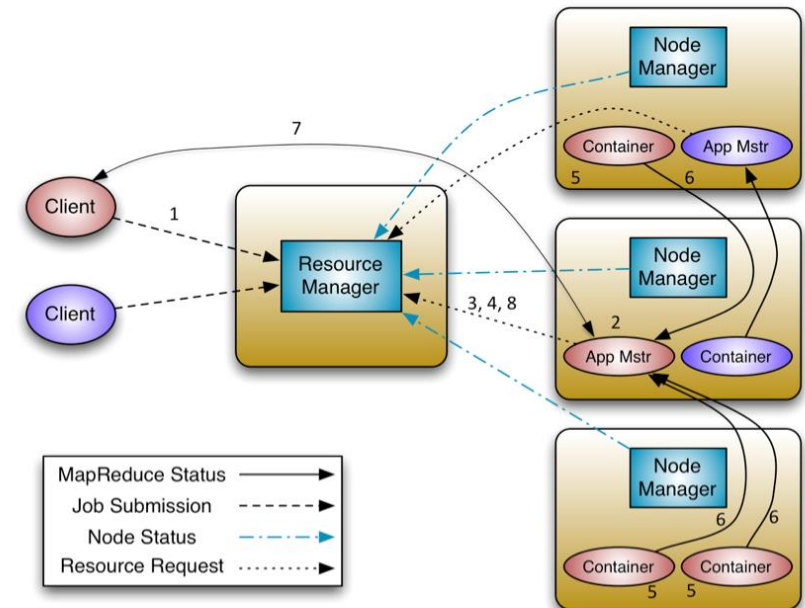 Node
Manager
7
Container
App Mstr
5
6
Client
1
Resource
Manager
Node
Manager
Client
3, 4, 8
2
App Mstr
Container
MapReduce Status
Job Submission
Node Status
Resource Request
Node
Manager
6
6
Container
Container
5
5